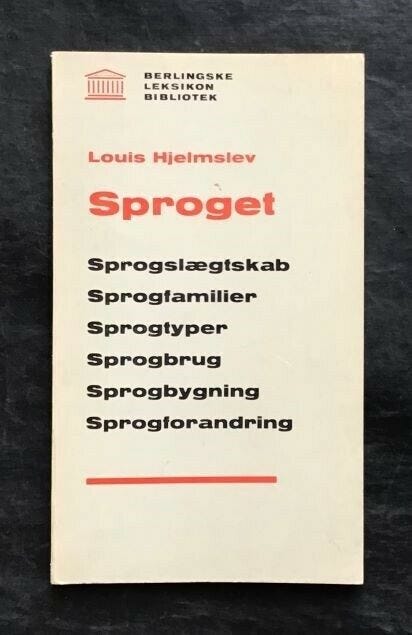 BERLINGSKE
LEKSIKON
BIBLIOTEK
Louis Hjelmslev
Sproget
Sprogslægtskab
Sprogfamilier
Sprogtyper
Sprogbrug
Sprogbygning
Sprogforandring